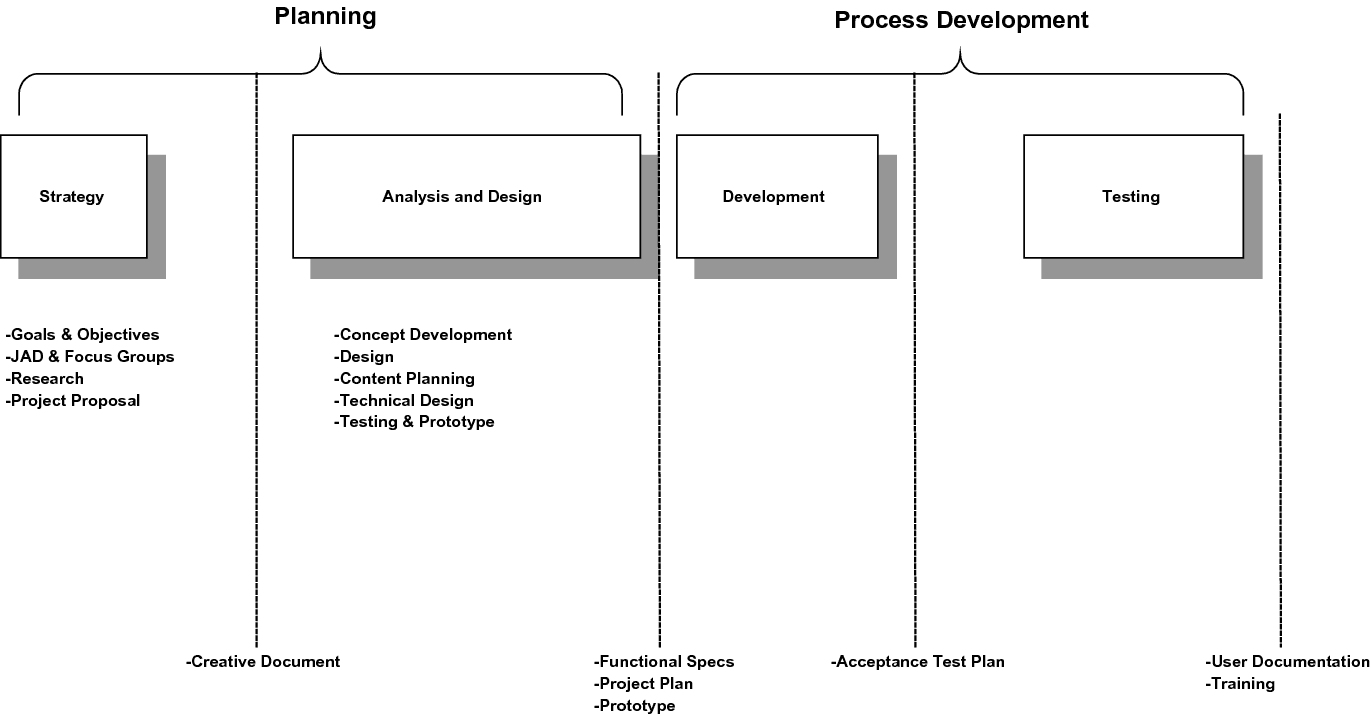 Planning
Process Development
Strategy
Analysis and Design
Development
Testing
-Goals & Objectives
-JAD & Focus Groups
-Research
-Project Proposal
-Concept Development
-Design
-Content Planning
-Technical Design
-Testing & Prototype
-Creative Document
-Functional Specs
-Project Plan
-Prototype
-Acceptance Test Plan
-User Documentation
-Training